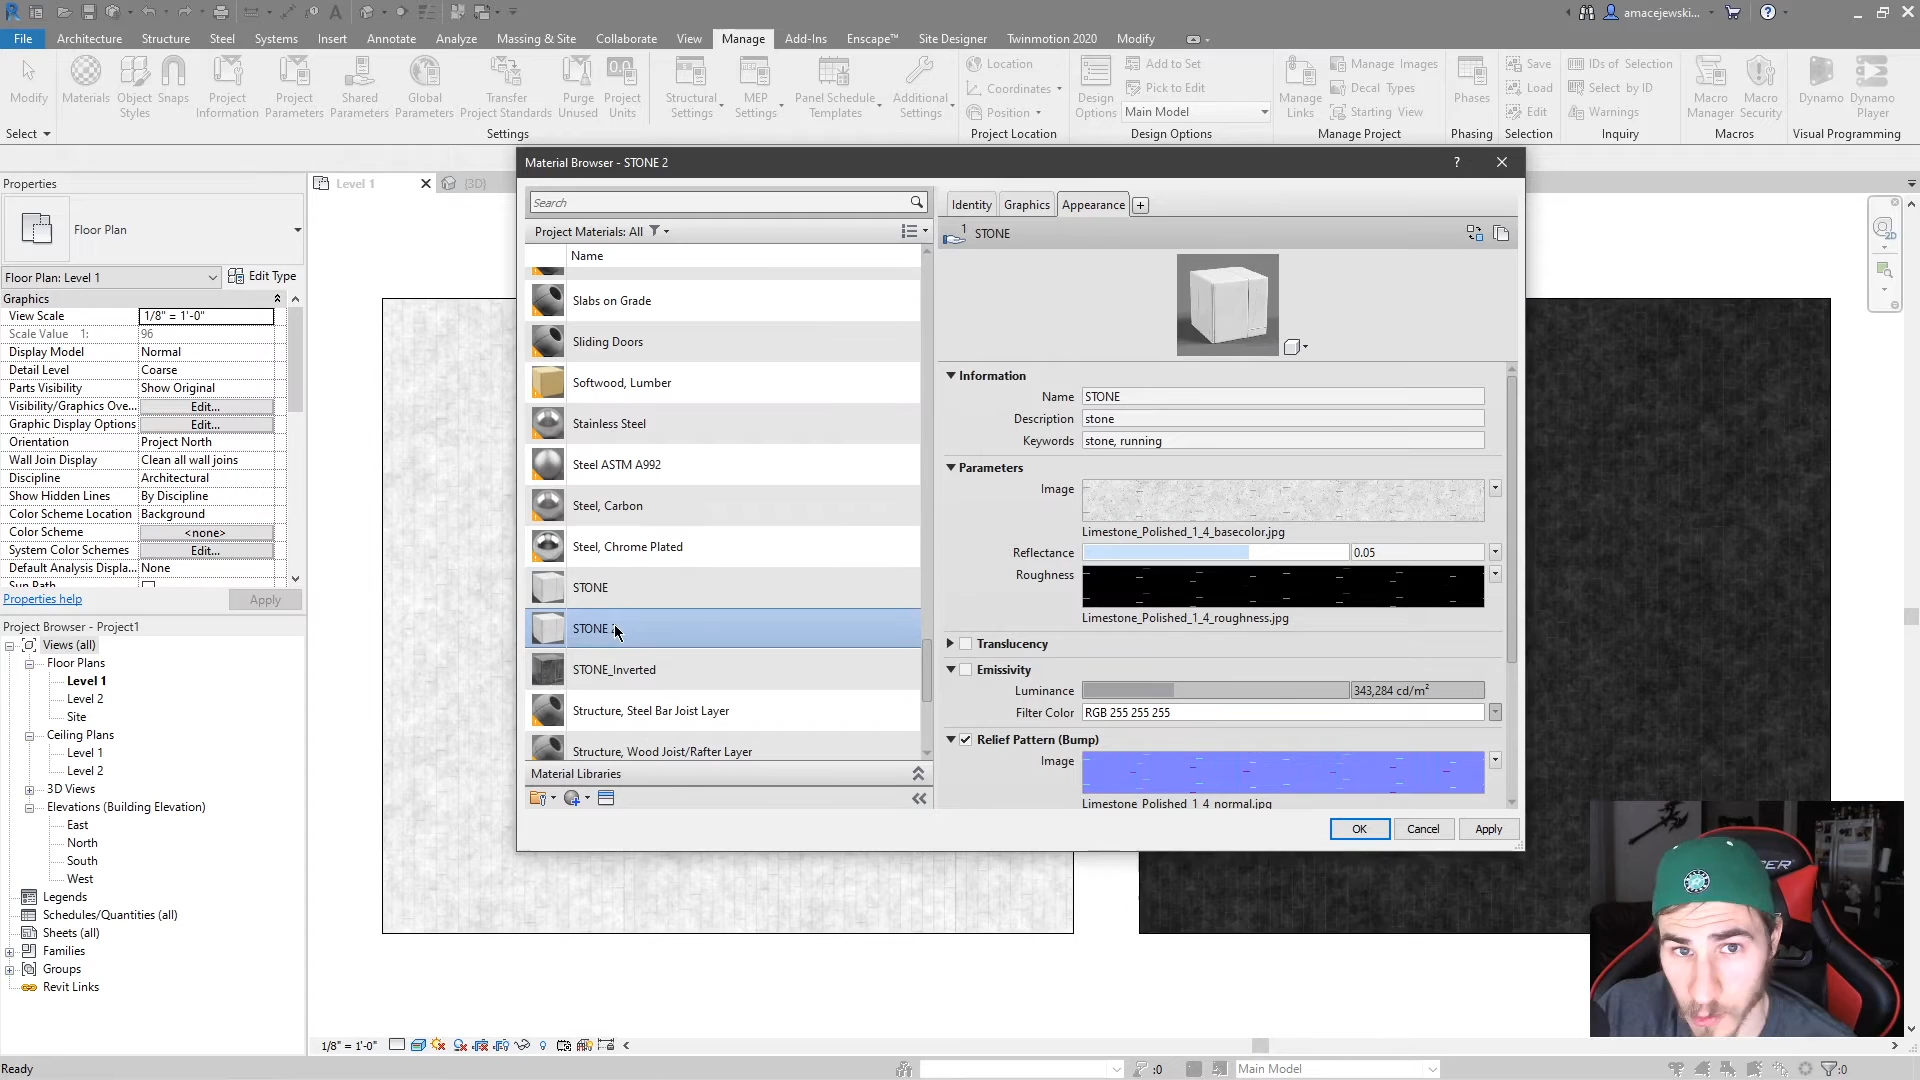 amacejewski...
File Architecture Structure Steel Systems Insert Annotate Analyze Massing & Site Collaborate View Manage Add-Ins Enscape™ Site Designer Twinmotion 2020 Modify
Modify
Select
Materials
Object Styles
Snaps
Project Information
Project Parameters
Shared Parameters
Global Parameters
Transfer Project Standards
Purge Unused
Project Units
Settings
Structural Settings
MEP Settings
Panel Schedule Templates
Additional Settings
Location
Coordinates
Position
Project Location
Design Options
Add to Set
Pick to Edit
Main Model
Design Options
Manage Links
Manage Images
Decal Types
Starting View
Manage Project
Phases
Phasing
Save
Load
Edit
Selection
IDs of Selection
Select by ID
Warnings
Inquiry
Macro Manager
Macro Security
Macros
Dynamo
Dynamo Player
Visual Programming
Properties
Floor Plan
Floor Plan: Level 1 Edit Type
Graphics
View Scale 1/8" = 1'-0"
Scale Value 1: 96
Display Model Normal
Detail Level Coarse
Parts Visibility Show Original
Visibility/Graphics Ove... Edit...
Graphic Display Options Edit...
Orientation Project North
Wall Join Display Clean all wall joins
Discipline Architectural
Show Hidden Lines By Discipline
Color Scheme Location Background
Color Scheme <none>
System Color Schemes Edit...
Default Analysis Displa... None
Sun Path
Properties help Apply
Project Browser - Project1
Views (all)
Floor Plans
Level 1
Level 2
Site
Ceiling Plans
Level 1
Level 2
3D Views
Elevations (Building Elevation)
East
North
South
West
Legends
Schedules/Quantities (all)
Sheets (all)
Families
Groups
Revit Links
Level 1 {3D}
Material Browser - STONE 2
Search
Project Materials: All
Name
Slabs on Grade
Sliding Doors
Softwood, Lumber
Stainless Steel
Steel ASTM A992
Steel, Carbon
Steel, Chrome Plated
STONE
STONE 2
STONE_Inverted
Structure, Steel Bar Joist Layer
Structure, Wood Joist/Rafter Layer
Material Libraries
Identity Graphics Appearance
1 STONE
Information
Name STONE
Description stone
Keywords stone, running
Parameters
Image
Limestone_Polished_1_4_basecolor.jpg
Reflectance 0.05
Roughness
Limestone_Polished_1_4_roughness.jpg
Translucency
Emissivity
Luminance 343,284 cd/m²
Filter Color RGB 255 255 255
Relief Pattern (Bump)
Image
Limestone_Polished_1_4_normal.jpg
OK Cancel Apply
1/8" = 1'-0"
Ready :0 Main Model :0